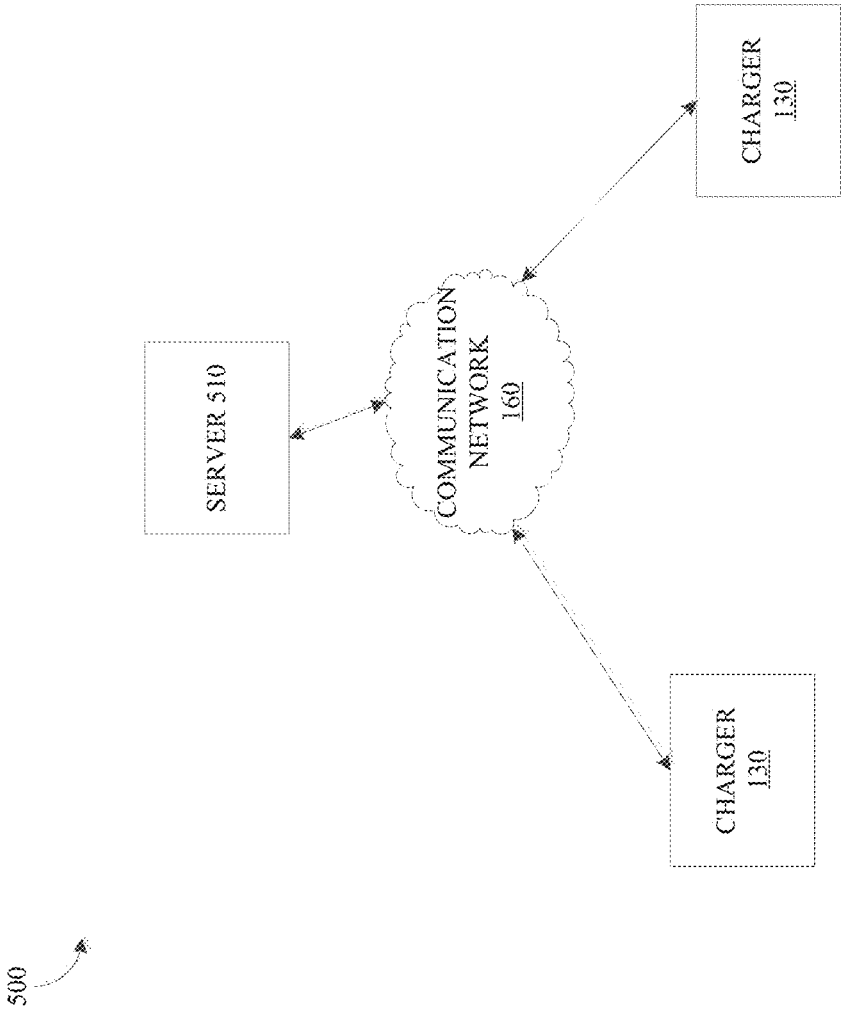 500
SERVER 510
COMMUNICATION
NETWORK
160
CHARGER
130
CHARGER
130